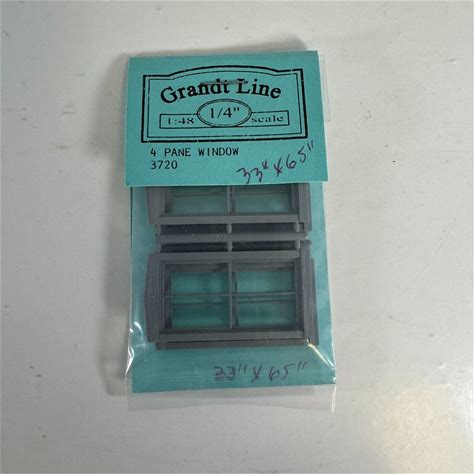 Grandt Line
1:48 1/4" scale
4 PANE WINDOW
3720
33" X 65"
33" X 65"